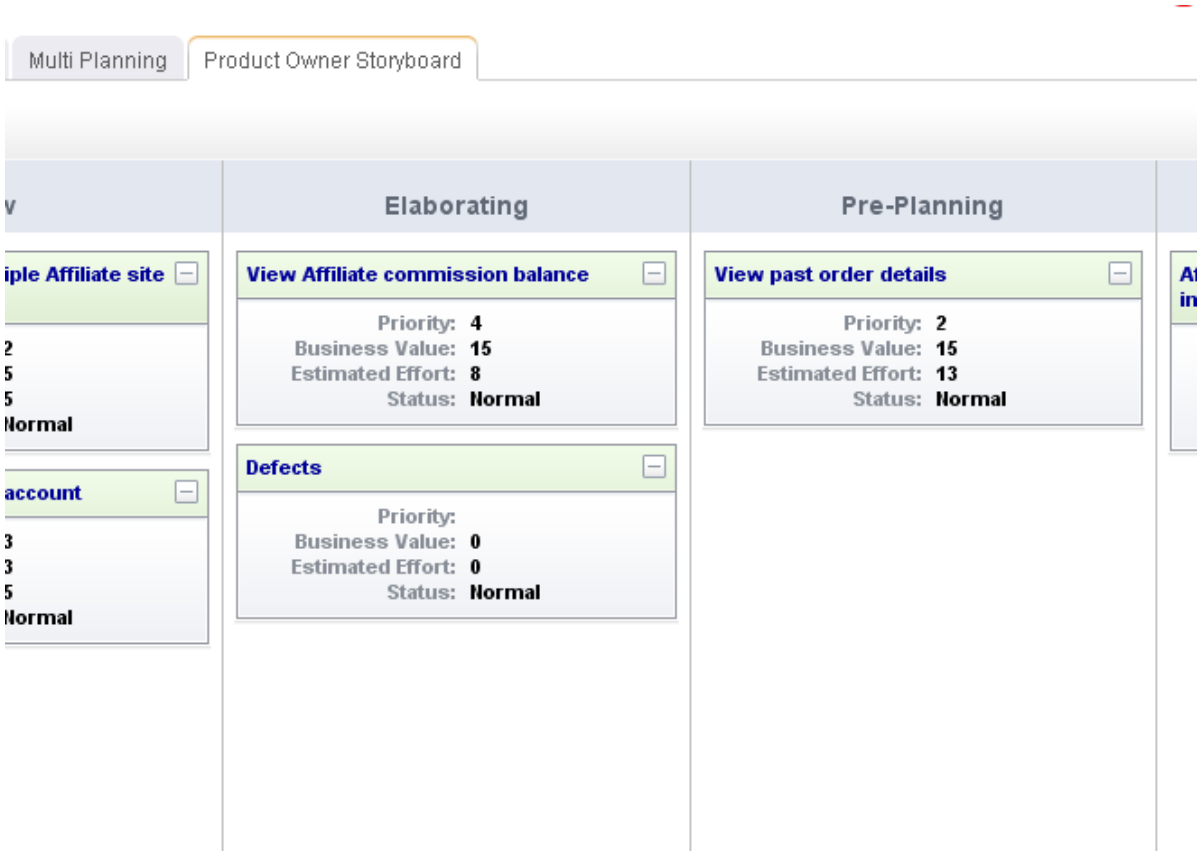 Multi Planning
Product Owner Storyboard
Elaborating
Pre-Planning
Affiliate site
2
5
5
Normal
account
3
3
5
Normal
View Affiliate commission balance
Priority: 4
Business Value: 15
Estimated Effort: 8
Status: Normal
Defects
Priority:
Business Value: 0
Estimated Effort: 0
Status: Normal
View past order details
Priority: 2
Business Value: 15
Estimated Effort: 13
Status: Normal